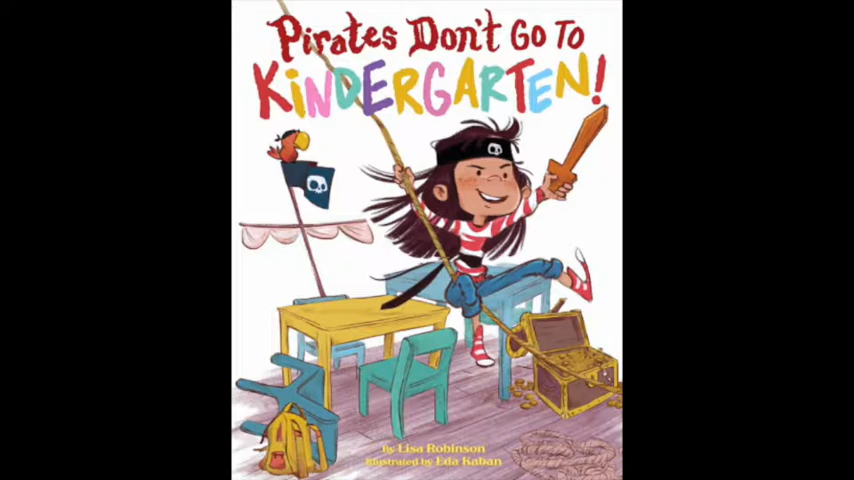 Pirates Don't Go To
KINDERGARTEN!
By Lisa Robinson
Illustrated by Eda Kaban